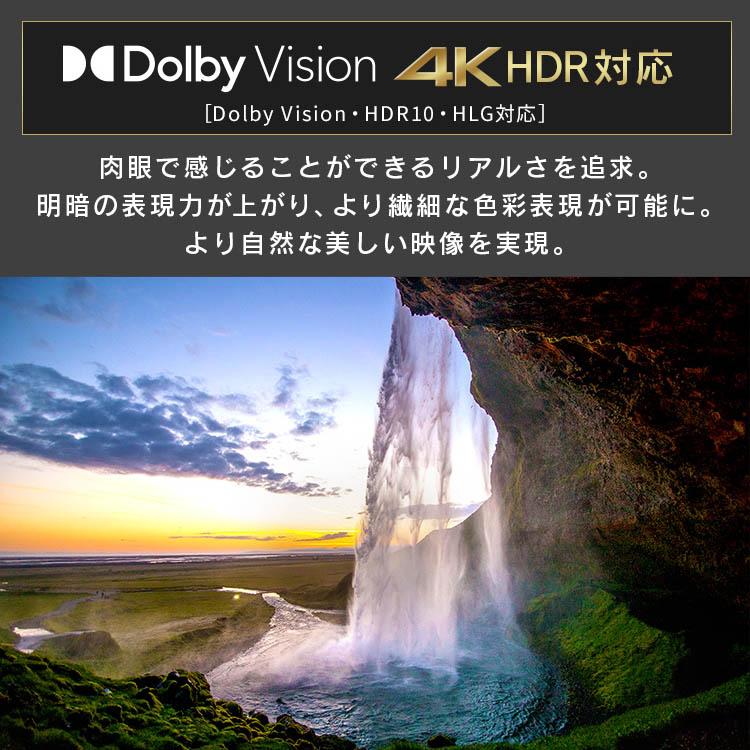 Dolby Vision 4K HDR対応
[Dolby Vision・HDR10・HLG対応]
肉眼で感じることができるリアルさを追求。
明暗の表現力が上がり、より繊細な色彩表現が可能に。
より自然な美しい映像を実現。